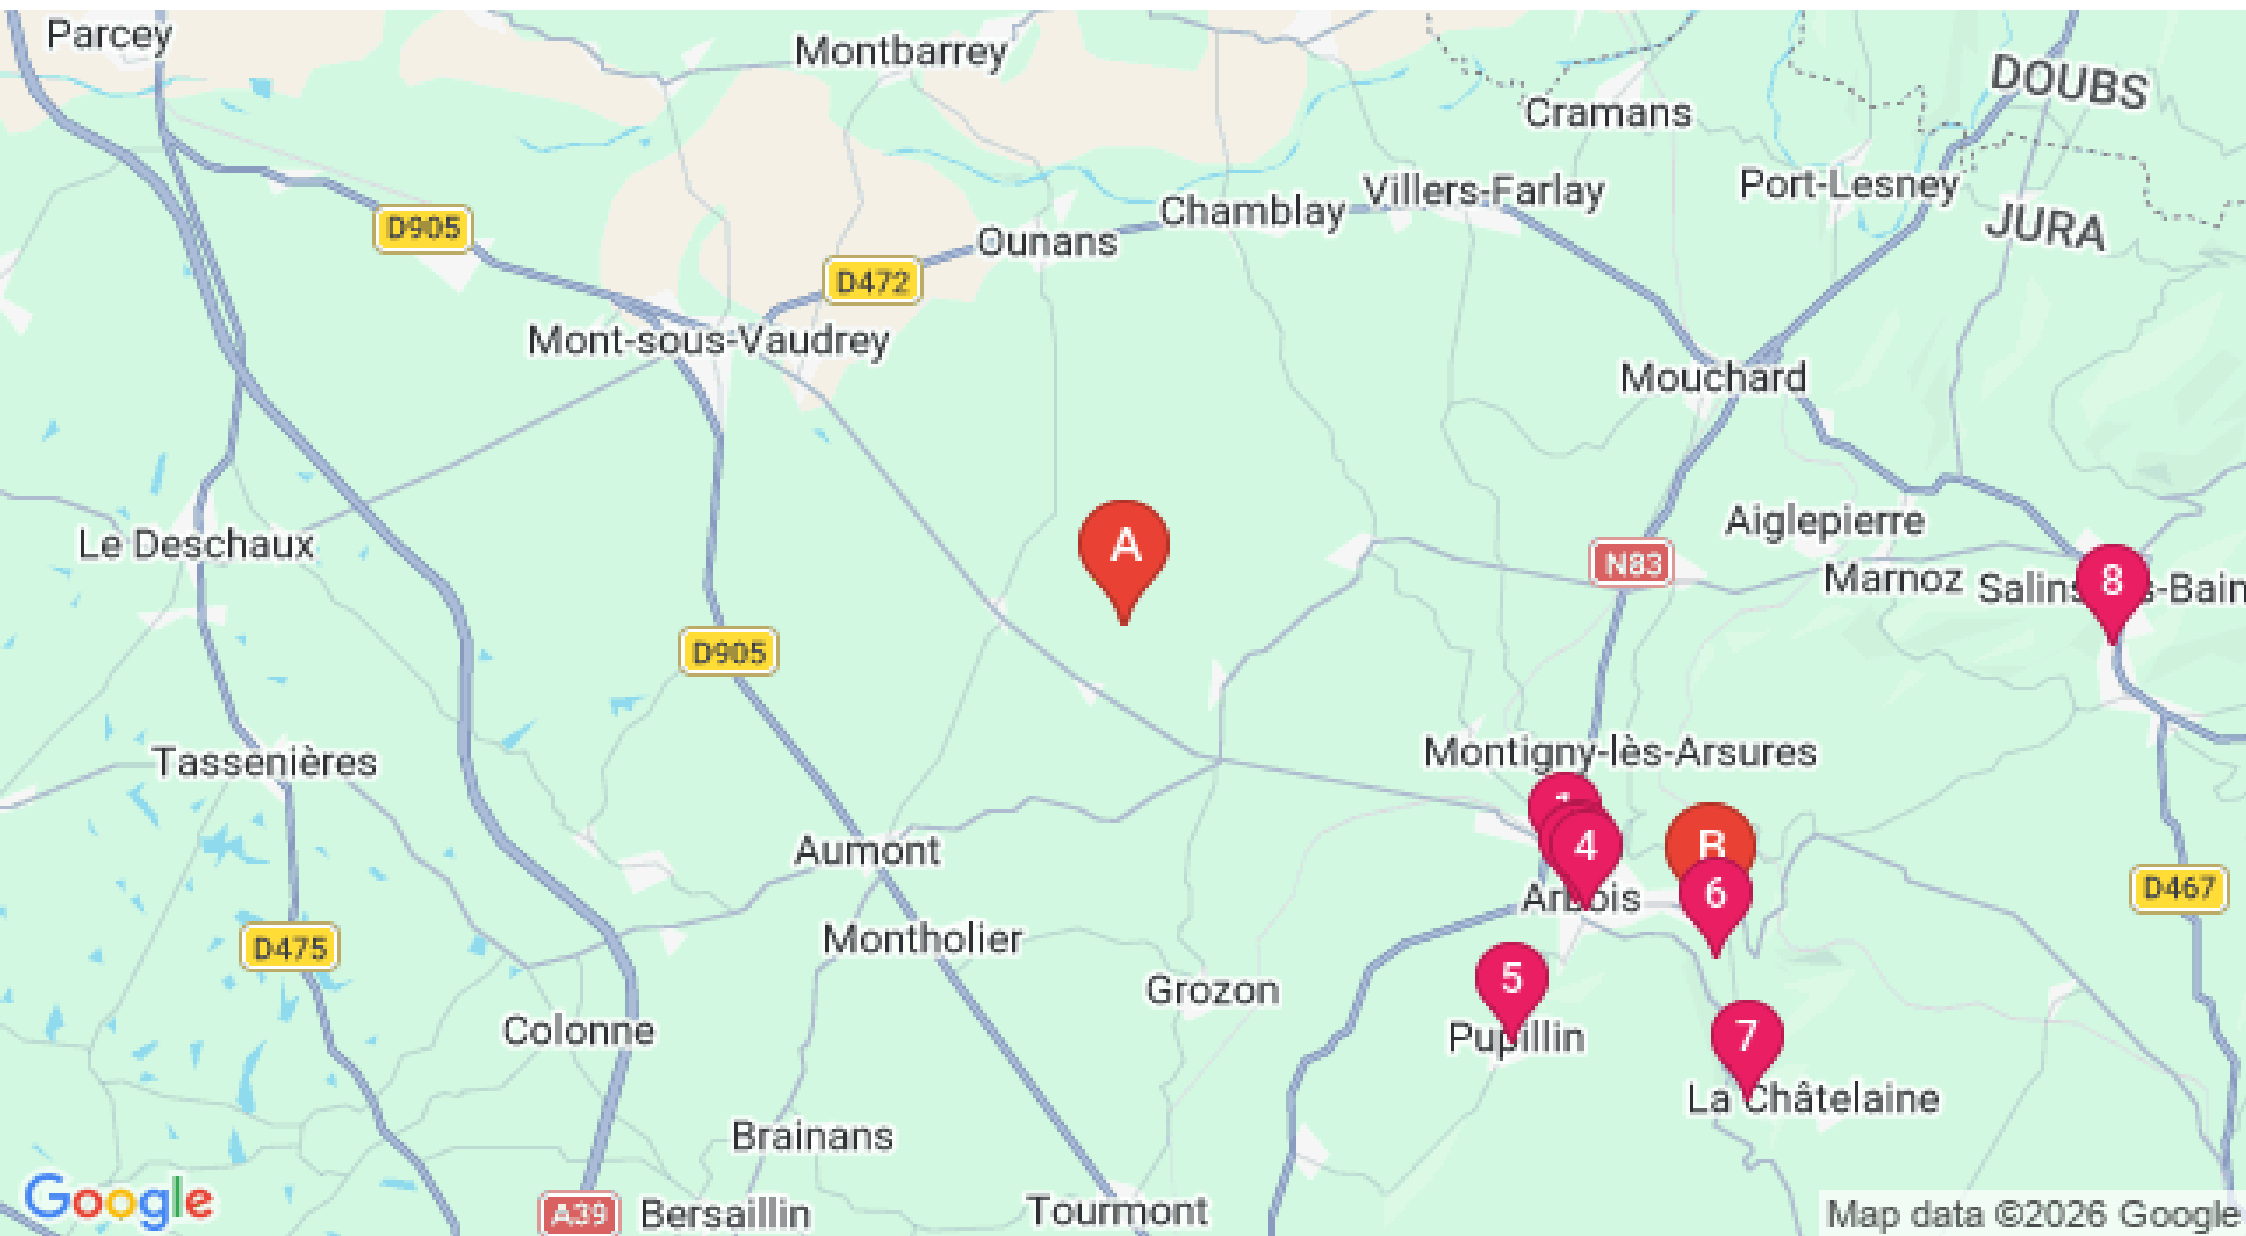 Parcey
Montbarrey
DOUBS
Cramans
Port-Lesney
Villers-Farlay
Chamblay
JURA
D905
Ounans
D472
Mont-sous-Vaudrey
Mouchard
Aiglepierre
Le Deschaux
A
N83
Marnoz
8
D905
Montigny-lès-Arsures
Tassenières
4
Aumont
6
D467
Arbois
Montholier
D475
5
Grozon
Colonne
Pupillin
7
La Châtelaine
Brainans
Google
A39
Bersaillin
Tourmont
Map data ©2026 Google